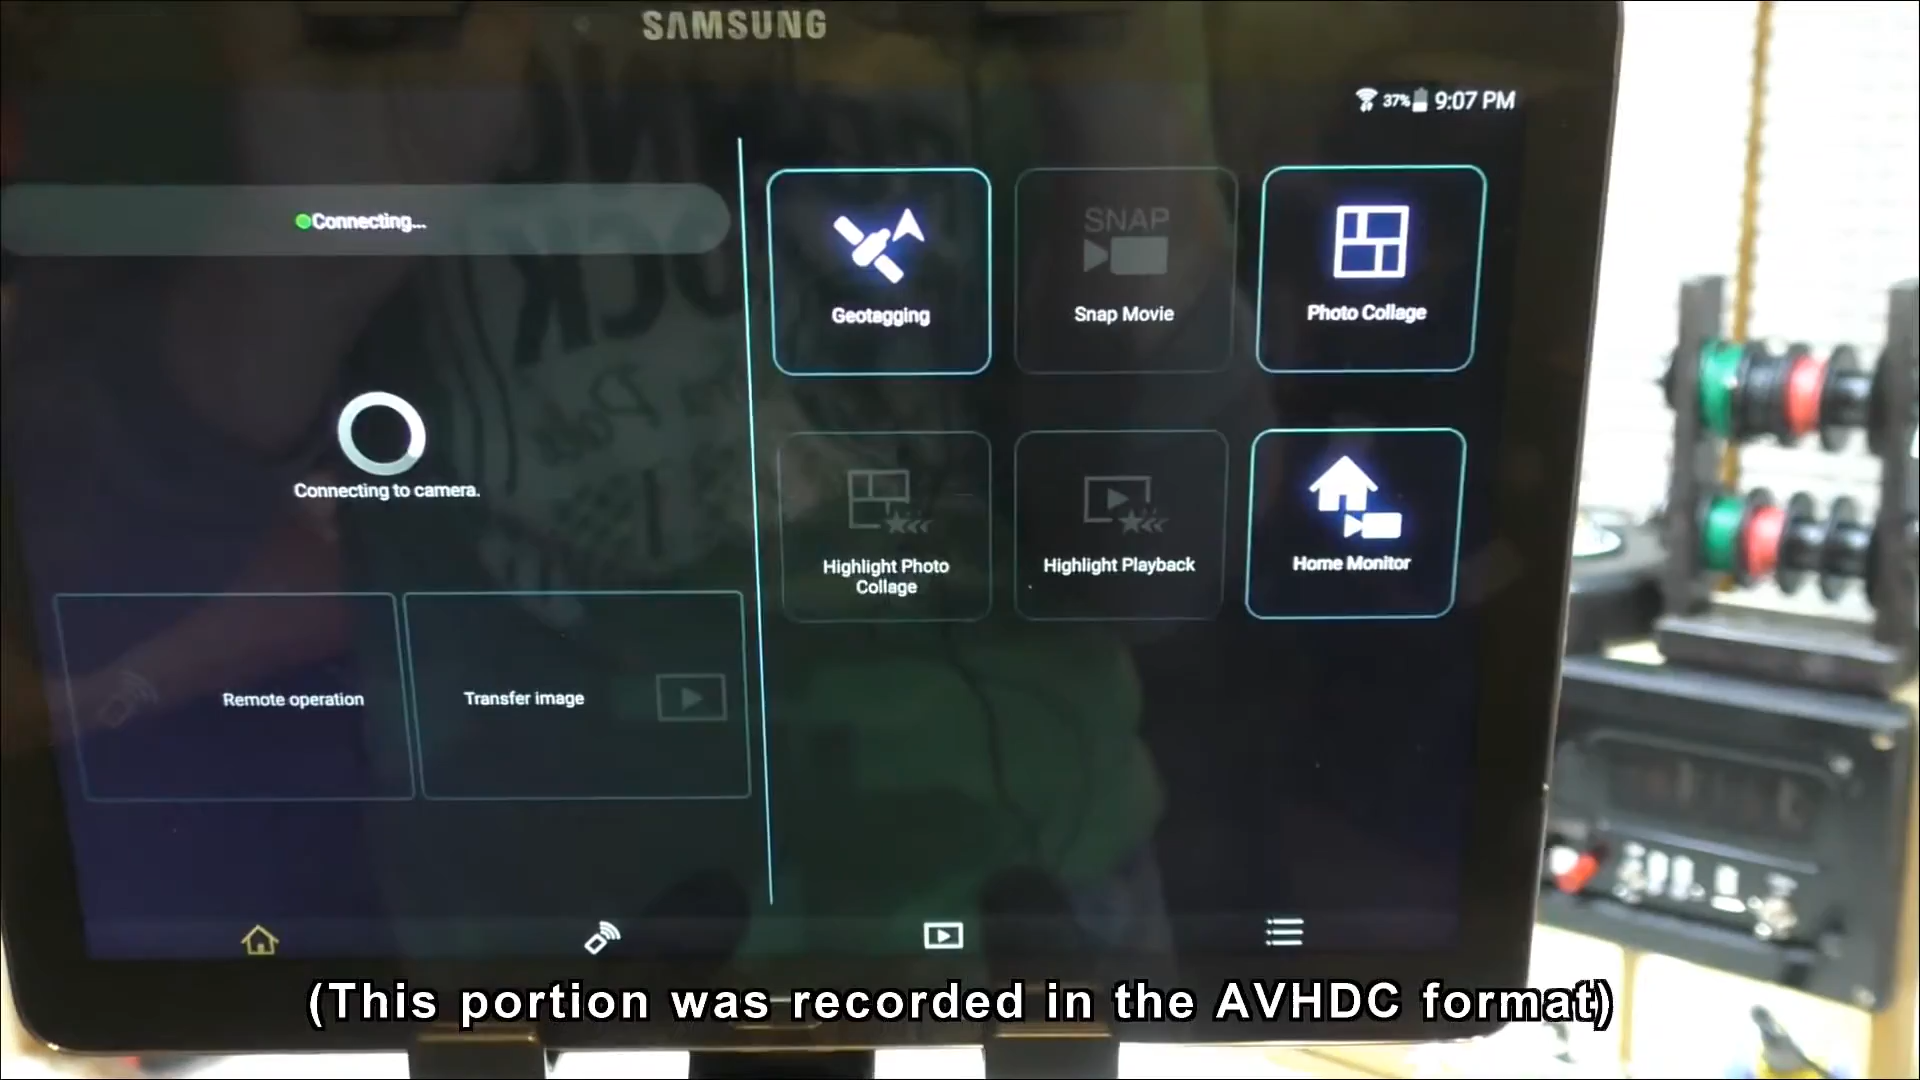 SAMSUNG
37% 9:07 PM
Connecting...
Connecting to camera.
Remote operation
Transfer image
Geotagging
SNAP
Snap Movie
Photo Collage
Highlight Photo
Collage
Highlight Playback
Home Monitor
(This portion was recorded in the AVHDC format)